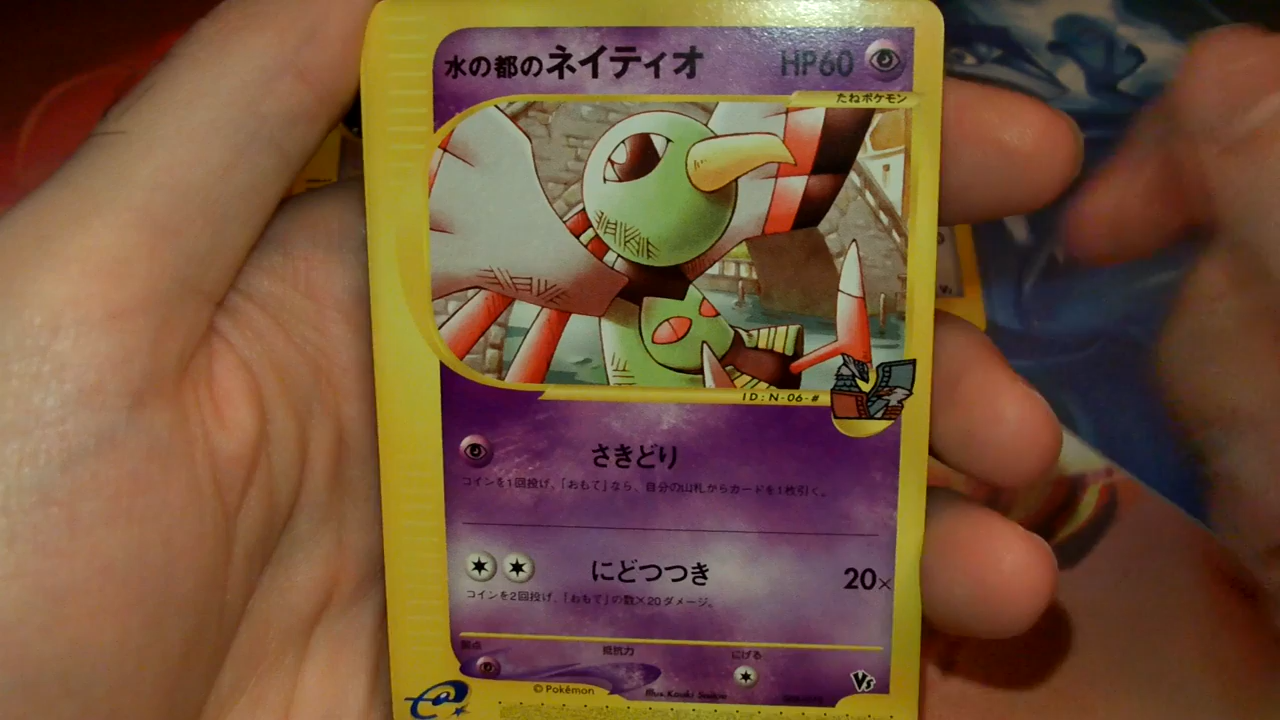 水の都のネイティオ HP60
たねポケモン
ID:N-06-#
さきどり
コインを1回投げ、「おもて」なら、自分の山札からカードを1枚引く。
にどつつき 20×
コインを2回投げ、「おもて」の数×20ダメージ。
弱点 抵抗力 にげる
©Pokémon Illus.Kouki Saitou
e
VS